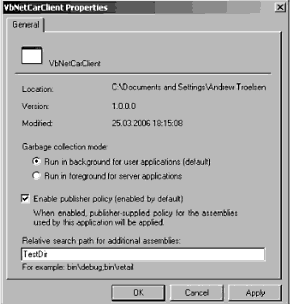 VbNetCarClient Properties
General
VbNetCarClient
Location: C:\Documents and Settings\Andrew Troelsen
Version: 1.0.0.0
Modified: 25.03.2006 18:15:08
Garbage collection mode:
Run in background for user applications (default)
Run in foreground for server applications
Enable publisher policy (enabled by default)
When enabled, publisher-supplied policy for the assemblies
used by this application will be applied.
Relative search path for additional assemblies:
TestDir
For example: bin\debug;bin\retail
OK Cancel Apply